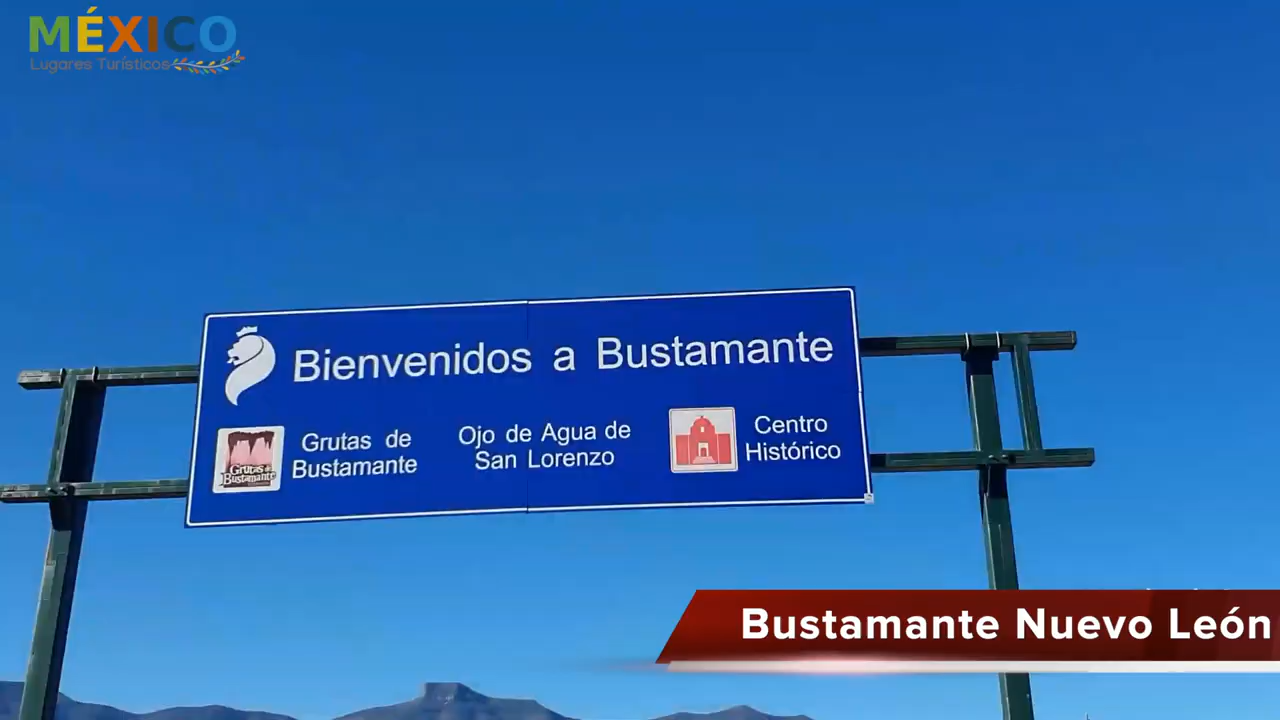 MÉXICO
Lugares Turísticos
Bienvenidos a Bustamante
Grutas de
Bustamante
Grutas de
Bustamante
Ojo de Agua de
San Lorenzo
Centro
Histórico
Bustamante Nuevo León